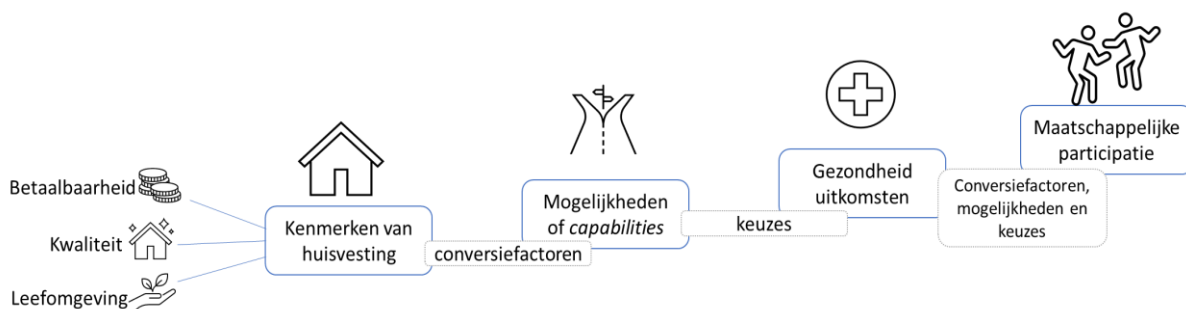 Betaalbaarheid
Kwaliteit
Leefomgeving
Kenmerken van
huisvesting
conversiefactoren
Mogelijkheden
of capabilities
keuzes
Gezondheid
uitkomsten
Conversiefactoren,
mogelijkheden en
keuzes
Maatschappelijke
participatie